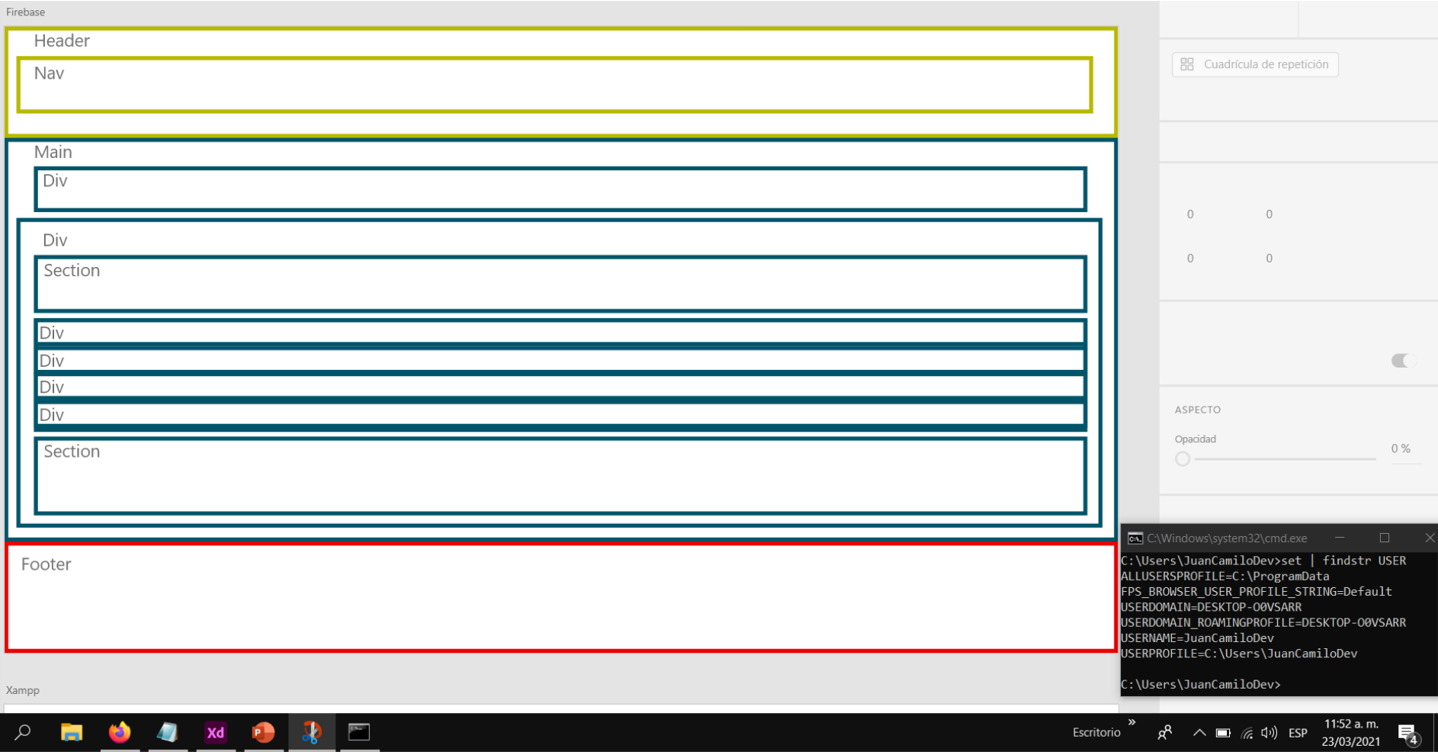 Firebase
Header
Nav
Main
Div
Div
Section
Div
Div
Div
Div
Section
Footer
Xampp
Cuadrícula de repetición
0 0
0 0
ASPECTO
Opacidad
0 %
C:\Windows\system32\cmd.exe
C:\Users\JuanCamiloDev>set | findstr USER
ALLUSERSPROFILE=C:\ProgramData
FPS_BROWSER_USER_PROFILE_STRING=Default
USERDOMAIN=DESKTOP-O0VSARR
USERDOMAIN_ROAMINGPROFILE=DESKTOP-O0VSARR
USERNAME=JuanCamiloDev
USERPROFILE=C:\Users\JuanCamiloDev
C:\Users\JuanCamiloDev>
Xd
P
Escritorio
»
ESP
11:52 a. m.
23/03/2021
4